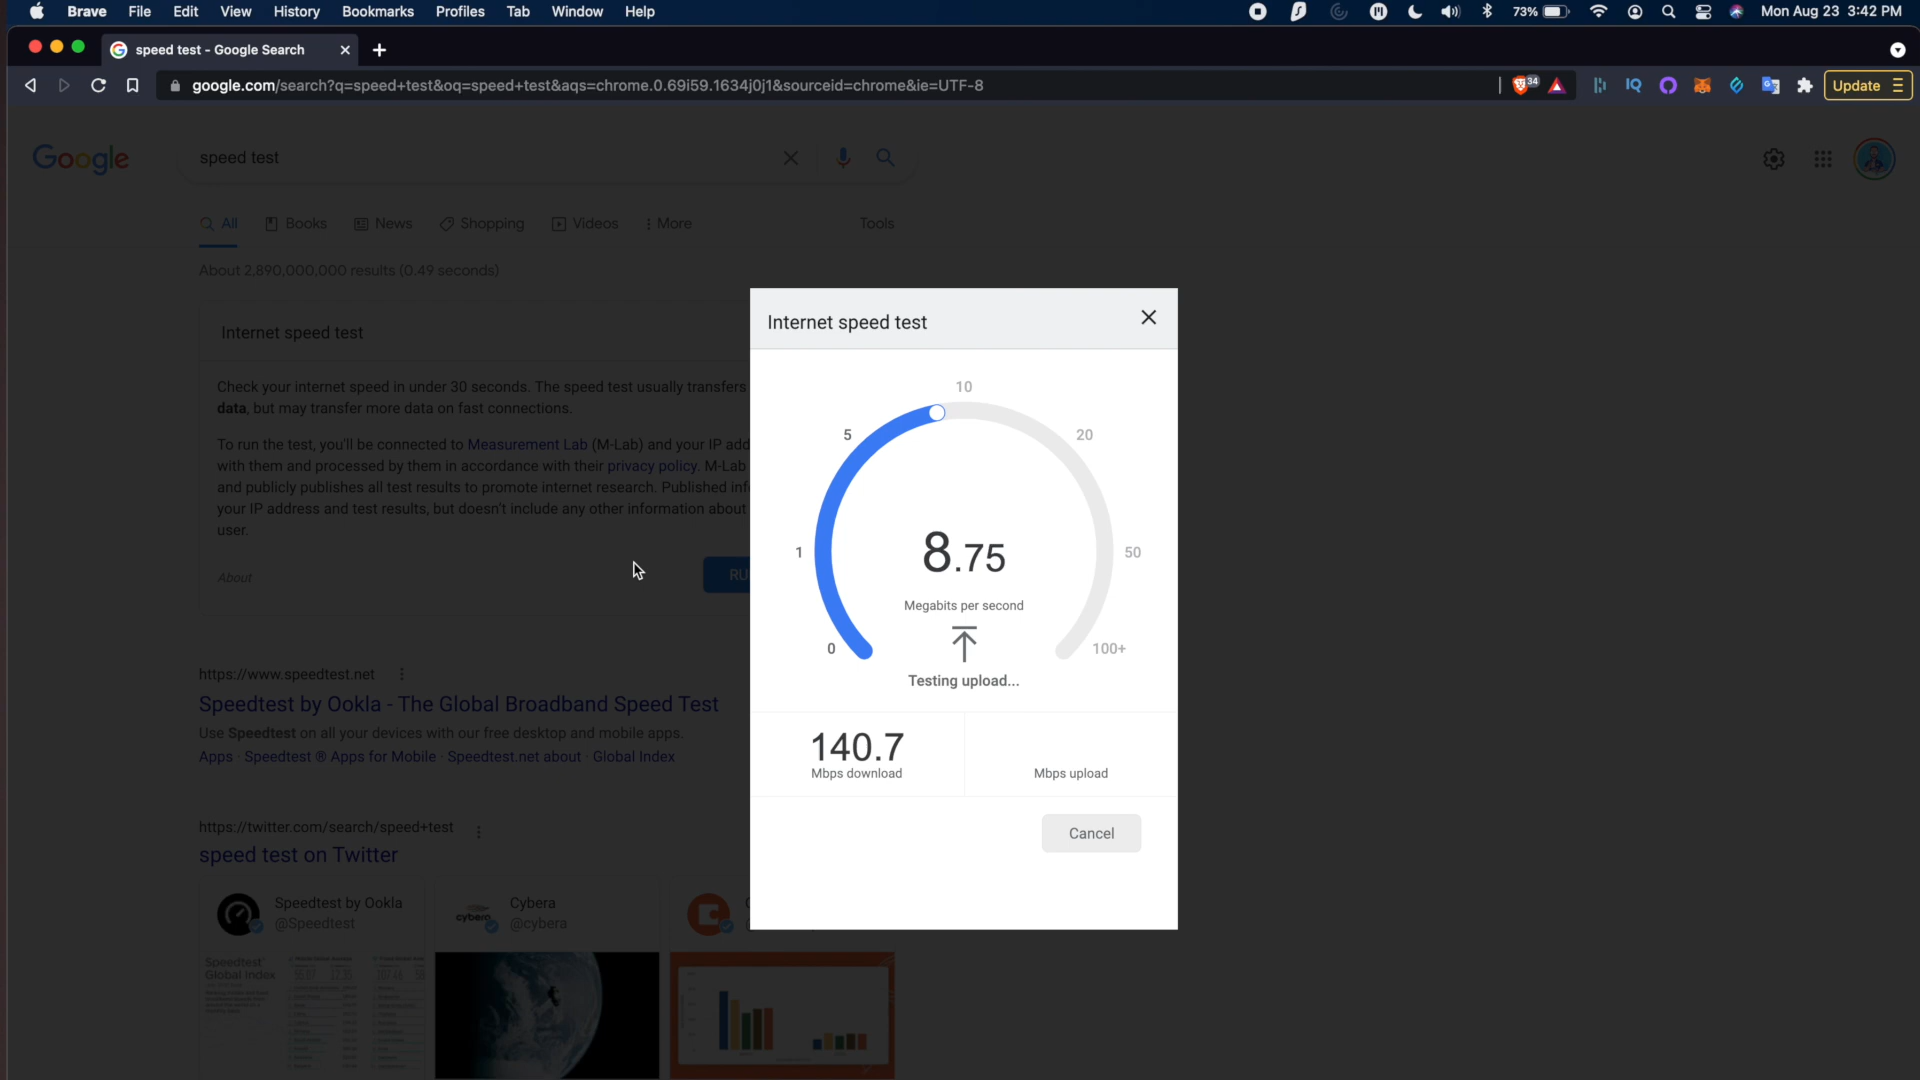 Brave File Edit View History Bookmarks Profiles Tab Window Help 73% Mon Aug 23 3:42 PM
speed test - Google Search
google.com/search?q=speed+test&oq=speed+test&aqs=chrome.0.69i59.1634j0j1&sourceid=chrome&ie=UTF-8 34 Update
Google speed test
All Books News Shopping Videos More Tools
About 2,890,000,000 results (0.49 seconds)
Internet speed test
Check your internet speed in under 30 seconds. The speed test usually transfers
data, but may transfer more data on fast connections.
To run the test, you'll be connected to Measurement Lab (M-Lab) and your IP add
with them and processed by them in accordance with their privacy policy. M-Lab
and publicly publishes all test results to promote internet research. Published inf
your IP address and test results, but doesn't include any other information about
user.
About
RU
Internet speed test
10
5
20
1
50
0
100+
8.75
Megabits per second
Testing upload...
140.7
Mbps download
Mbps upload
Cancel
https://www.speedtest.net
Speedtest by Ookla - The Global Broadband Speed Test
Use Speedtest on all your devices with our free desktop and mobile apps.
Apps · Speedtest ® Apps for Mobile · Speedtest.net about · Global Index
https://twitter.com/search/speed+test
speed test on Twitter
Speedtest by Ookla
@Speedtest
cybera
Cybera
@cybera
Speedtest
Global Index